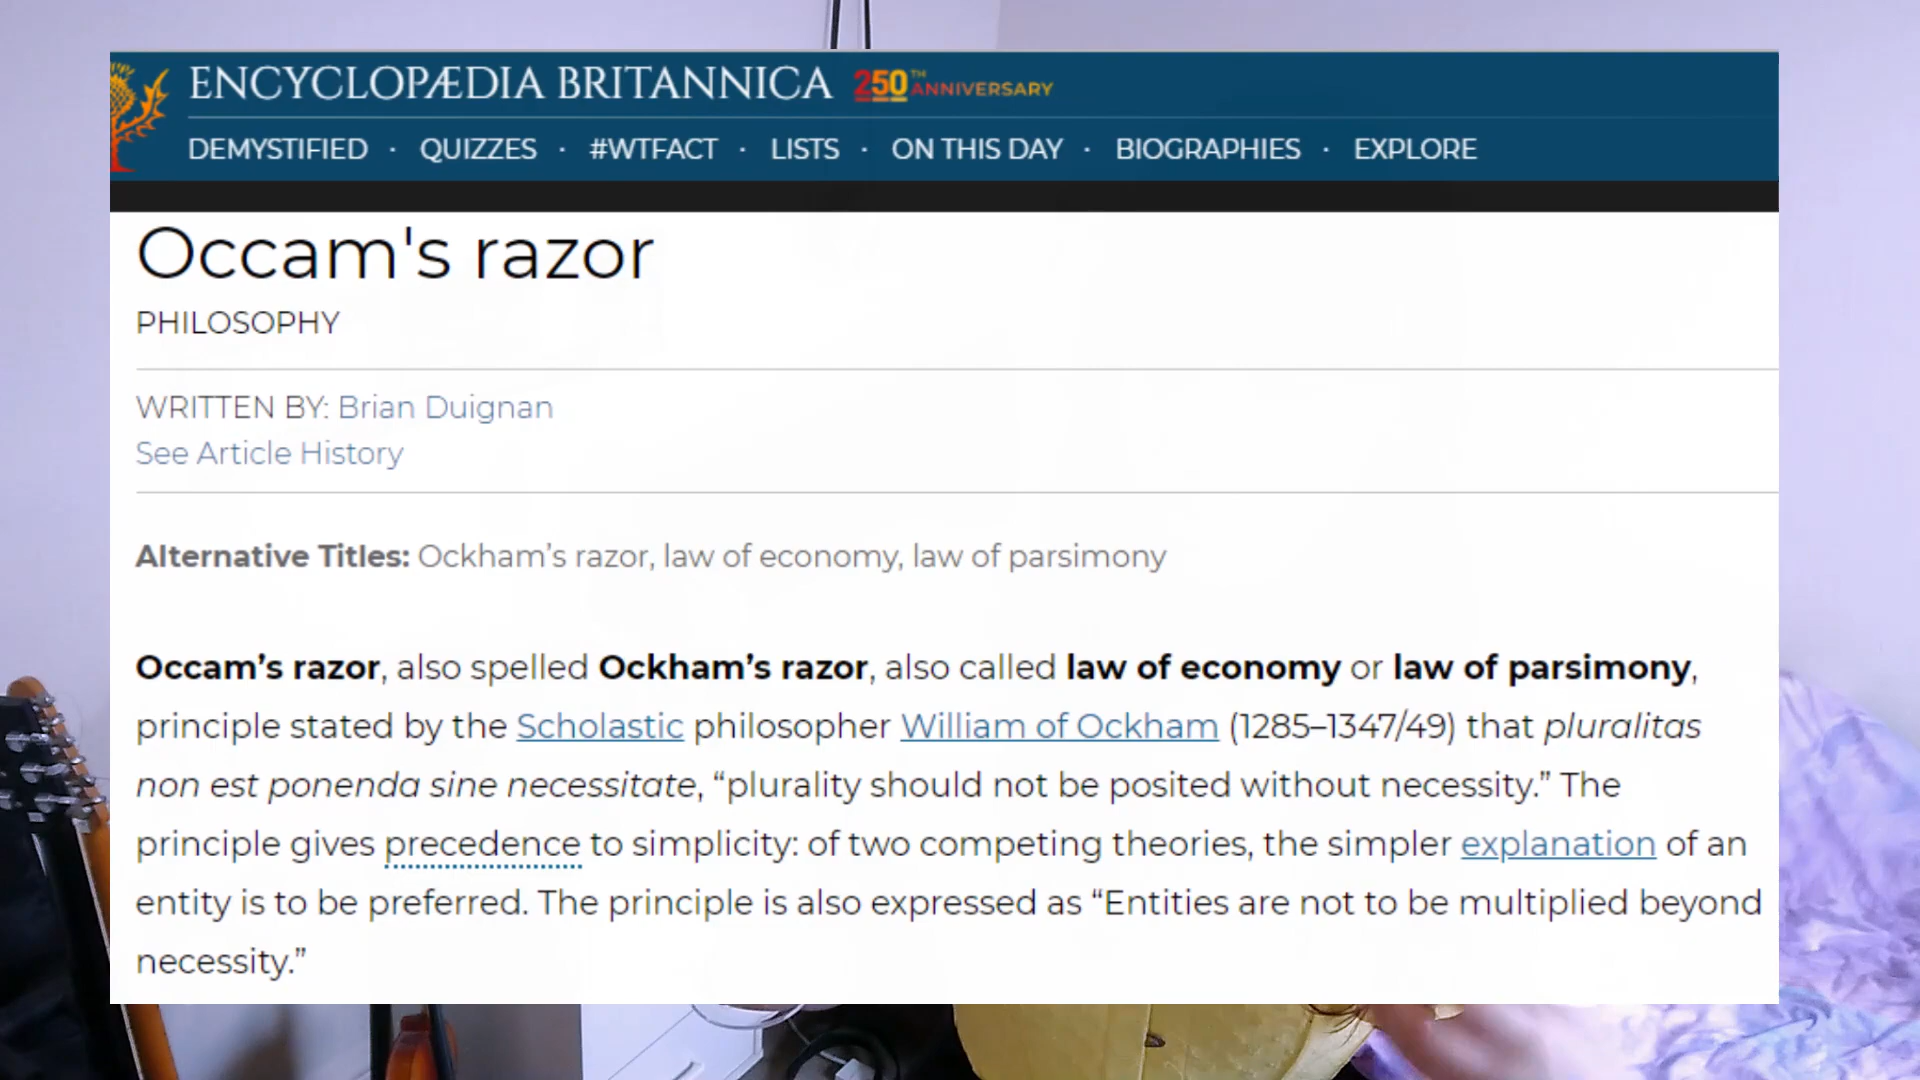 ENCYCLOPÆDIA BRITANNICA 250TH ANNIVERSARY
DEMYSTIFIED · QUIZZES · #WTFACT · LISTS · ON THIS DAY · BIOGRAPHIES · EXPLORE
Occam's razor
PHILOSOPHY
WRITTEN BY: Brian Duignan
See Article History
Alternative Titles: Ockham’s razor, law of economy, law of parsimony
Occam’s razor, also spelled Ockham’s razor, also called law of economy or law of parsimony,
principle stated by the Scholastic philosopher William of Ockham (1285–1347/49) that pluralitas
non est ponenda sine necessitate, “plurality should not be posited without necessity.” The
principle gives precedence to simplicity: of two competing theories, the simpler explanation of an
entity is to be preferred. The principle is also expressed as “Entities are not to be multiplied beyond
necessity.”